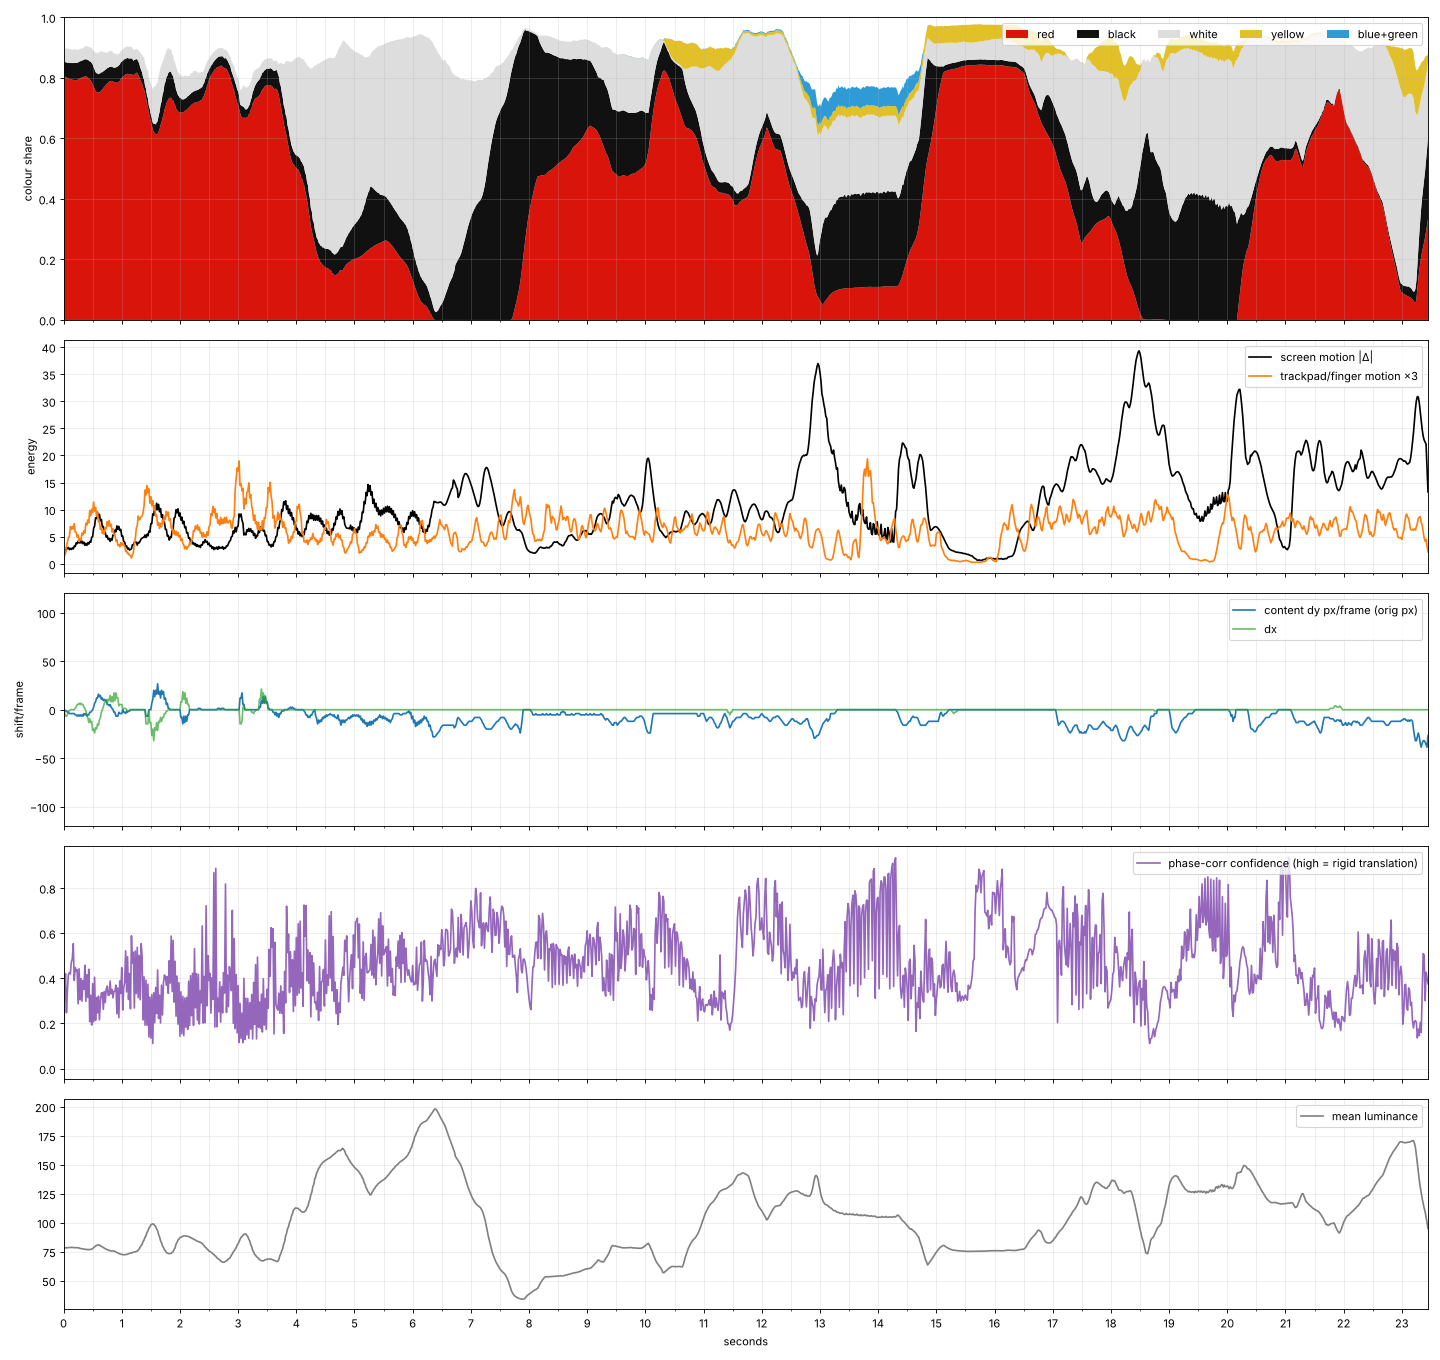 1.0
0.8
0.6
0.4
0.2
0.0
colour share
red black white yellow blue+green
40
35
30
25
20
15
10
5
0
energy
screen motion |Δ|
trackpad/finger motion ×3
100
50
0
−50
−100
shift/frame
content dy px/frame (orig px)
dx
0.8
0.6
0.4
0.2
0.0
phase-corr confidence (high = rigid translation)
200
175
150
125
100
75
50
mean luminance
0 1 2 3 4 5 6 7 8 9 10 11 12 13 14 15 16 17 18 19 20 21 22 23
seconds